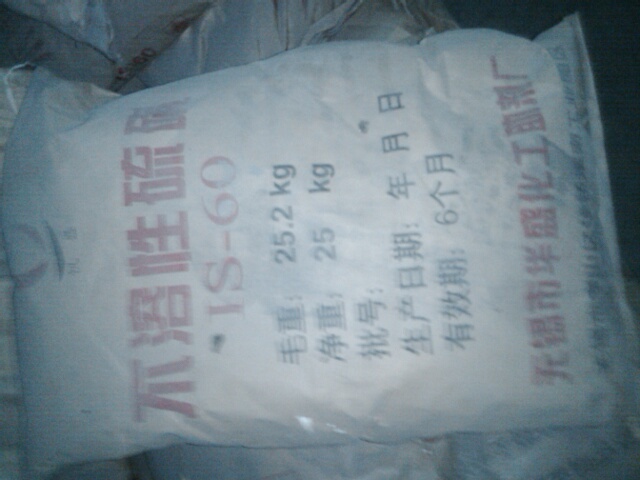 不溶性硫磺
IS-60
毛重: 25.2 kg
净重: 25 kg
批号:
生产日期: 年 月 日
有效期: 6个月
无锡市华盛化工助剂厂